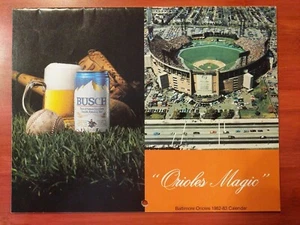 BUSCH
"Orioles Magic"
Baltimore Orioles 1982-83 Calendar